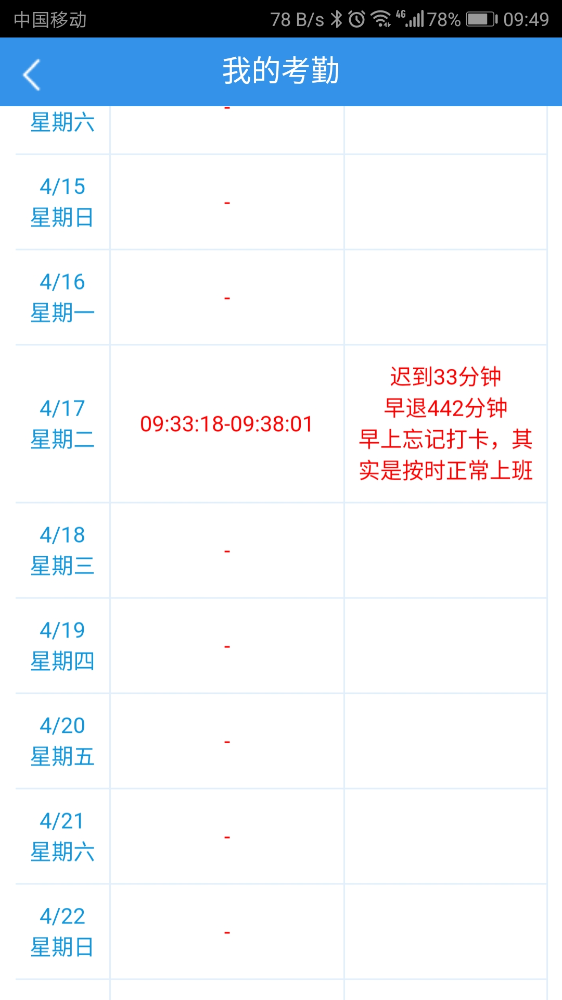 中国移动
78 B/s 4G 78% 09:49
我的考勤
-
星期六
4/15
星期日
-
4/16
星期一
-
4/17
星期二
09:33:18-09:38:01
迟到33分钟
早退442分钟
早上忘记打卡，其
实是按时正常上班
4/18
星期三
-
4/19
星期四
-
4/20
星期五
-
4/21
星期六
-
4/22
星期日
-